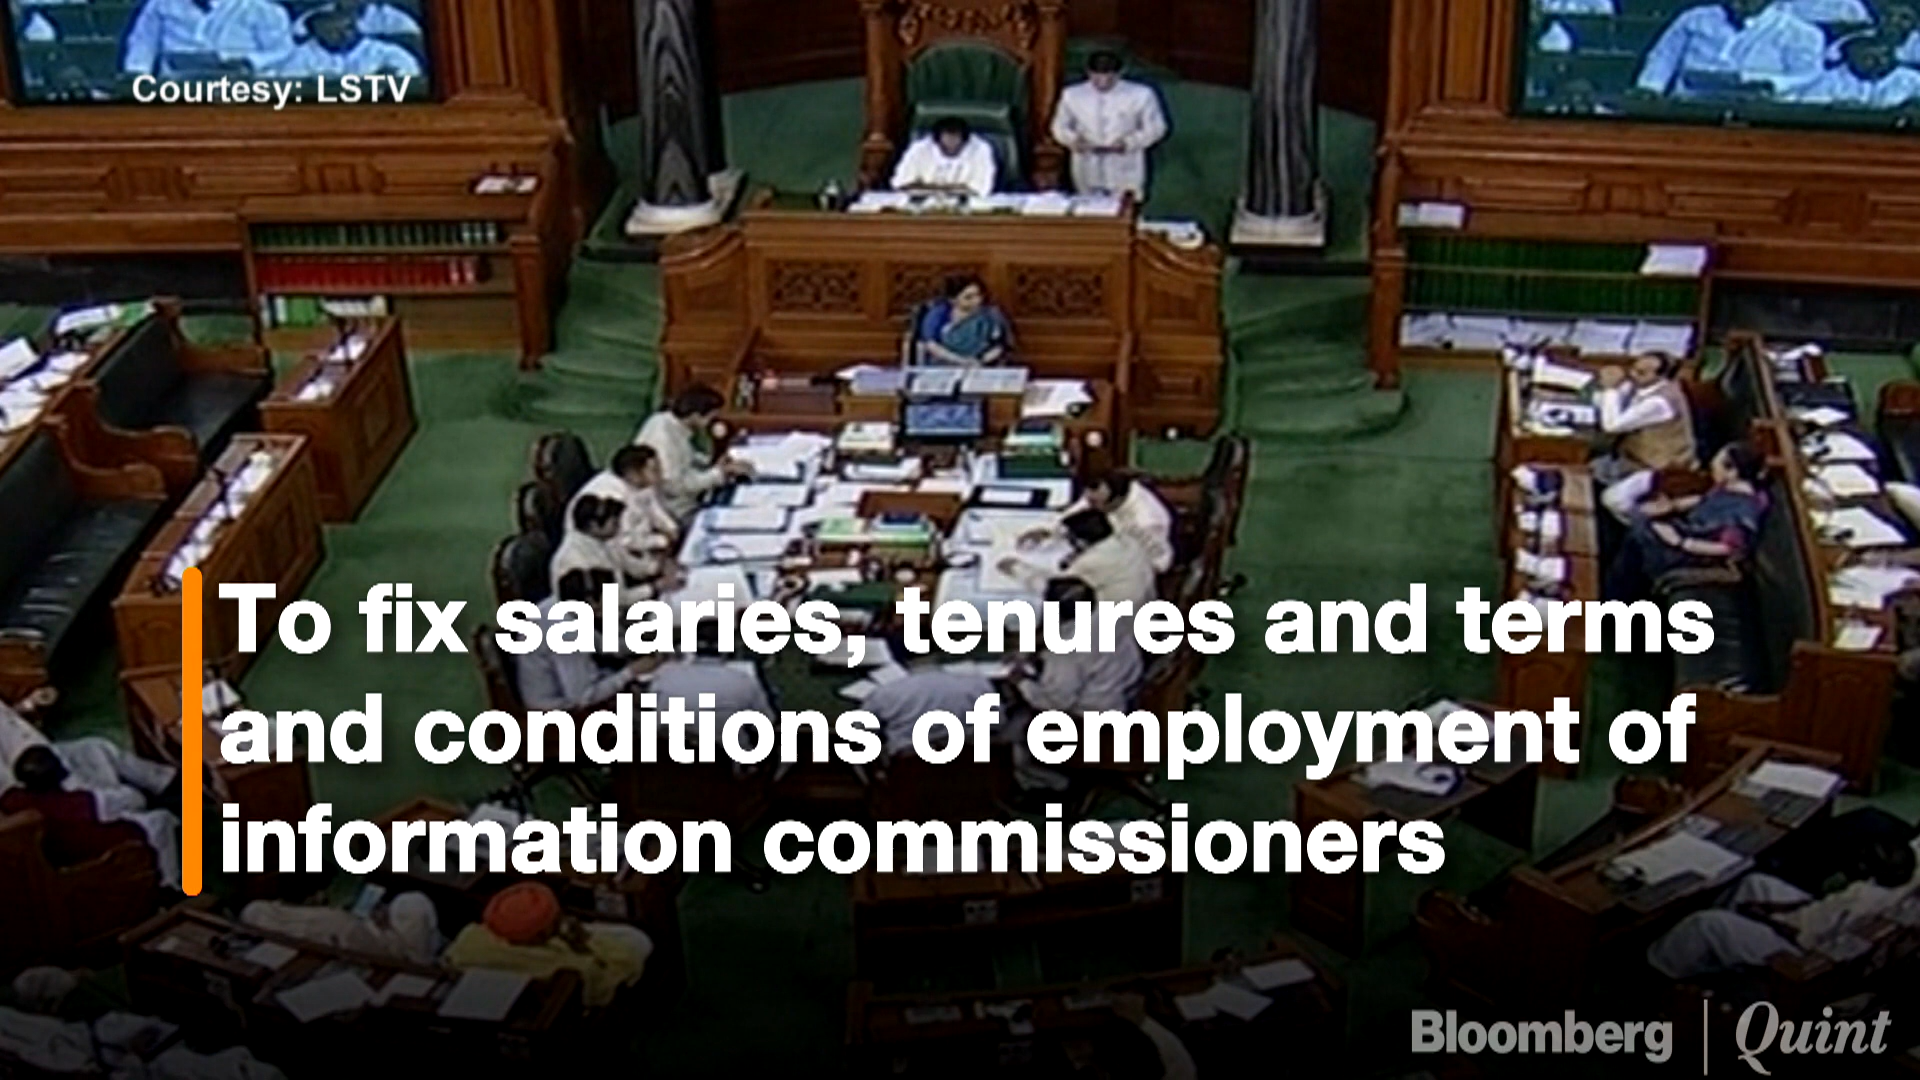 Courtesy: LSTV
To fix salaries, tenures and terms
and conditions of employment of
information commissioners
Bloomberg | Quint